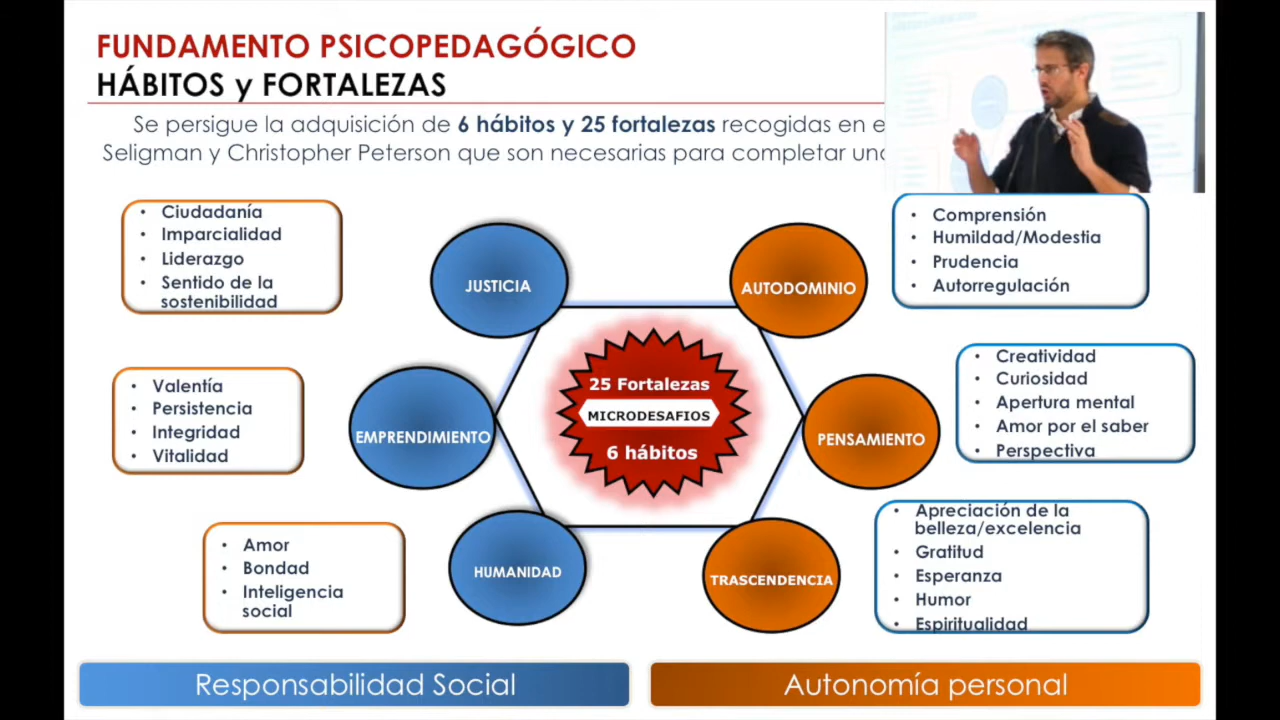 FUNDAMENTO PSICOPEDAGÓGICO
HÁBITOS y FORTALEZAS
Se persigue la adquisición de 6 hábitos y 25 fortalezas recogidas en
Seligman y Christopher Peterson que son necesarias para completar
• Ciudadanía
• Imparcialidad
• Liderazgo
• Sentido de la
sostenibilidad
JUSTICIA
AUTODOMINIO
• Comprensión
• Humildad/Modestia
• Prudencia
• Autorregulación
• Valentía
• Persistencia
• Integridad
• Vitalidad
EMPRENDIMIENTO
25 Fortalezas
MICRODESAFIOS
6 hábitos
PENSAMIENTO
• Creatividad
• Curiosidad
• Apertura mental
• Amor por el saber
• Perspectiva
• Amor
• Bondad
• Inteligencia
social
HUMANIDAD
TRASCENDENCIA
• Apreciación de la
belleza/excelencia
• Gratitud
• Esperanza
• Humor
• Espiritualidad
Responsabilidad Social
Autonomía personal